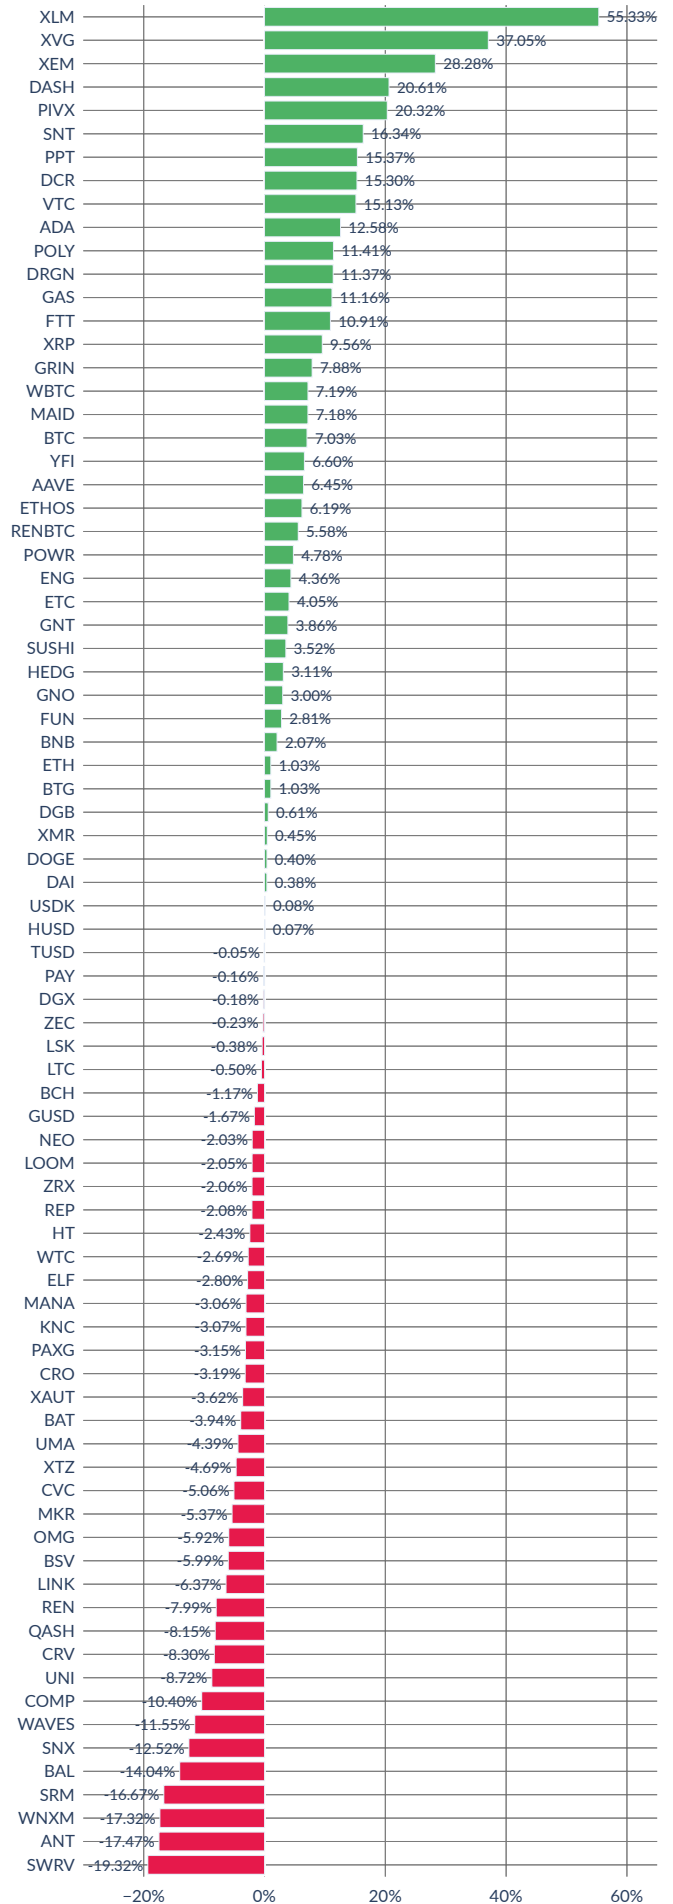 XLM 55.33%
XVG 37.05%
XEM 28.28%
DASH 20.61%
PIVX 20.32%
SNT 16.34%
PPT 15.37%
DCR 15.30%
VTC 15.13%
ADA 12.58%
POLY 11.41%
DRGN 11.37%
GAS 11.16%
FTT 10.91%
XRP 9.56%
GRIN 7.88%
WBTC 7.19%
MAID 7.18%
BTC 7.03%
YFI 6.60%
AAVE 6.45%
ETHOS 6.19%
RENBTC 5.58%
POWR 4.78%
ENG 4.36%
ETC 4.05%
GNT 3.86%
SUSHI 3.52%
HEDG 3.11%
GNO 3.00%
FUN 2.81%
BNB 2.07%
ETH 1.03%
BTG 1.03%
DGB 0.61%
XMR 0.45%
DOGE 0.40%
DAI 0.38%
USDK 0.08%
HUSD 0.07%
TUSD -0.05%
PAY -0.16%
DGX -0.18%
ZEC -0.23%
LSK -0.38%
LTC -0.50%
BCH -1.17%
GUSD -1.67%
NEO -2.03%
LOOM -2.05%
ZRX -2.06%
REP -2.08%
HT -2.43%
WTC -2.69%
ELF -2.80%
MANA -3.06%
KNC -3.07%
PAXG -3.15%
CRO -3.19%
XAUT -3.62%
BAT -3.94%
UMA -4.39%
XTZ -4.69%
CVC -5.06%
MKR -5.37%
OMG -5.92%
BSV -5.99%
LINK -6.37%
REN -7.99%
QASH -8.15%
CRV -8.30%
UNI -8.72%
COMP -10.40%
WAVES -11.55%
SNX -12.52%
BAL -14.04%
SRM -16.67%
WNXM -17.32%
ANT -17.47%
SWRV -19.32%
−20% 0% 20% 40% 60%